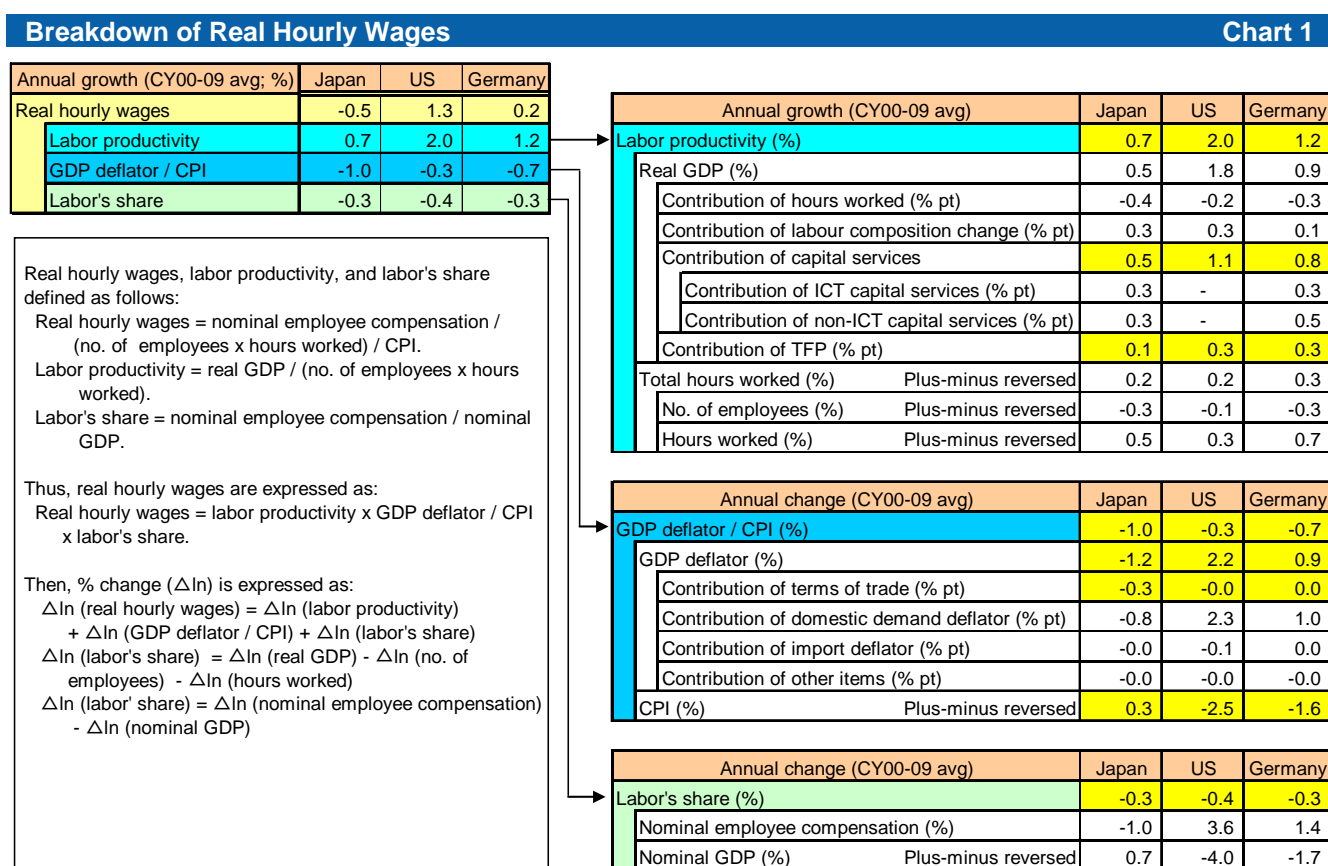 Breakdown of Real Hourly Wages Chart 1
Annual growth (CY00-09 avg; %) Japan US Germany
Real hourly wages -0.5 1.3 0.2
Labor productivity 0.7 2.0 1.2
GDP deflator / CPI -1.0 -0.3 -0.7
Labor's share -0.3 -0.4 -0.3
Real hourly wages, labor productivity, and labor's share
defined as follows:
Real hourly wages = nominal employee compensation /
(no. of employees x hours worked) / CPI.
Labor productivity = real GDP / (no. of employees x hours
worked).
Labor's share = nominal employee compensation / nominal
GDP.
Thus, real hourly wages are expressed as:
Real hourly wages = labor productivity x GDP deflator / CPI
x labor's share.
Then, % change (△ln) is expressed as:
△ln (real hourly wages) = △ln (labor productivity)
+ △ln (GDP deflator / CPI) + △ln (labor's share)
△ln (labor's share) = △ln (real GDP) - △ln (no. of
employees) - △ln (hours worked)
△ln (labor' share) = △ln (nominal employee compensation)
- △ln (nominal GDP)
Annual growth (CY00-09 avg) Japan US Germany
Labor productivity (%) 0.7 2.0 1.2
Real GDP (%) 0.5 1.8 0.9
Contribution of hours worked (% pt) -0.4 -0.2 -0.3
Contribution of labour composition change (% pt) 0.3 0.3 0.1
Contribution of capital services 0.5 1.1 0.8
Contribution of ICT capital services (% pt) 0.3 - 0.3
Contribution of non-ICT capital services (% pt) 0.3 - 0.5
Contribution of TFP (% pt) 0.1 0.3 0.3
Total hours worked (%) Plus-minus reversed 0.2 0.2 0.3
No. of employees (%) Plus-minus reversed -0.3 -0.1 -0.3
Hours worked (%) Plus-minus reversed 0.5 0.3 0.7
Annual change (CY00-09 avg) Japan US Germany
GDP deflator / CPI (%) -1.0 -0.3 -0.7
GDP deflator (%) -1.2 2.2 0.9
Contribution of terms of trade (% pt) -0.3 -0.0 0.0
Contribution of domestic demand deflator (% pt) -0.8 2.3 1.0
Contribution of import deflator (% pt) -0.0 -0.1 0.0
Contribution of other items (% pt) -0.0 -0.0 -0.0
CPI (%) Plus-minus reversed 0.3 -2.5 -1.6
Annual change (CY00-09 avg) Japan US Germany
Labor's share (%) -0.3 -0.4 -0.3
Nominal employee compensation (%) -1.0 3.6 1.4
Nominal GDP (%) Plus-minus reversed 0.7 -4.0 -1.7